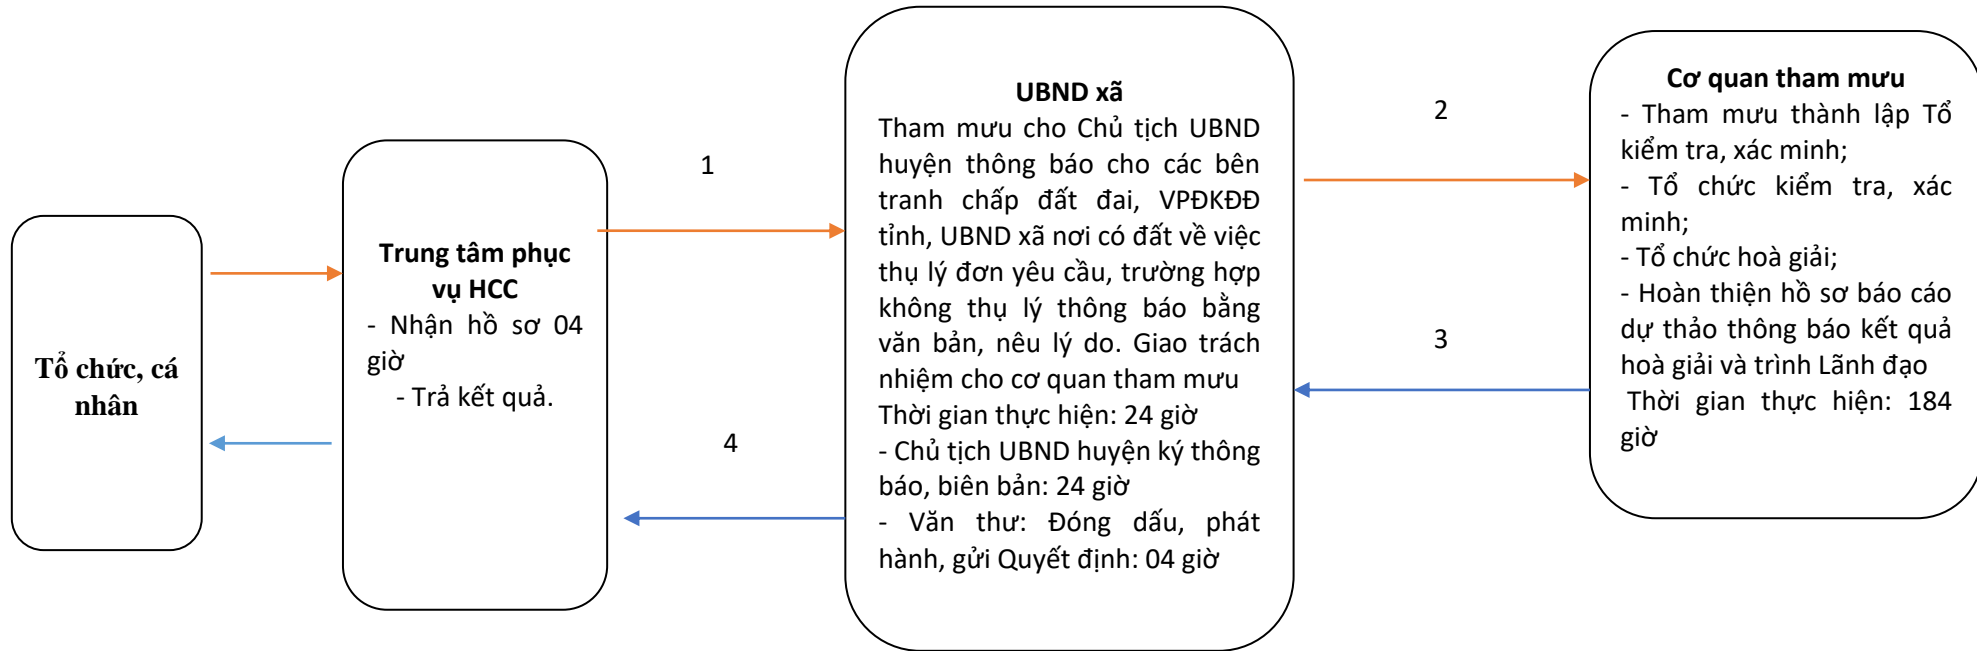 Tổ chức, cá
nhân
Trung tâm phục
vụ HCC
- Nhận hồ sơ 04
giờ
- Trả kết quả.
1
4
UBND xã
Tham mưu cho Chủ tịch UBND
huyện thông báo cho các bên
tranh chấp đất đai, VPĐKĐĐ
tỉnh, UBND xã nơi có đất về việc
thụ lý đơn yêu cầu, trường hợp
không thụ lý thông báo bằng
văn bản, nêu lý do. Giao trách
nhiệm cho cơ quan tham mưu
Thời gian thực hiện: 24 giờ
- Chủ tịch UBND huyện ký thông
báo, biên bản: 24 giờ
- Văn thư: Đóng dấu, phát
hành, gửi Quyết định: 04 giờ
2
3
Cơ quan tham mưu
- Tham mưu thành lập Tổ
kiểm tra, xác minh;
- Tổ chức kiểm tra, xác
minh;
- Tổ chức hoà giải;
- Hoàn thiện hồ sơ báo cáo
dự thảo thông báo kết quả
hoà giải và trình Lãnh đạo
Thời gian thực hiện: 184
giờ